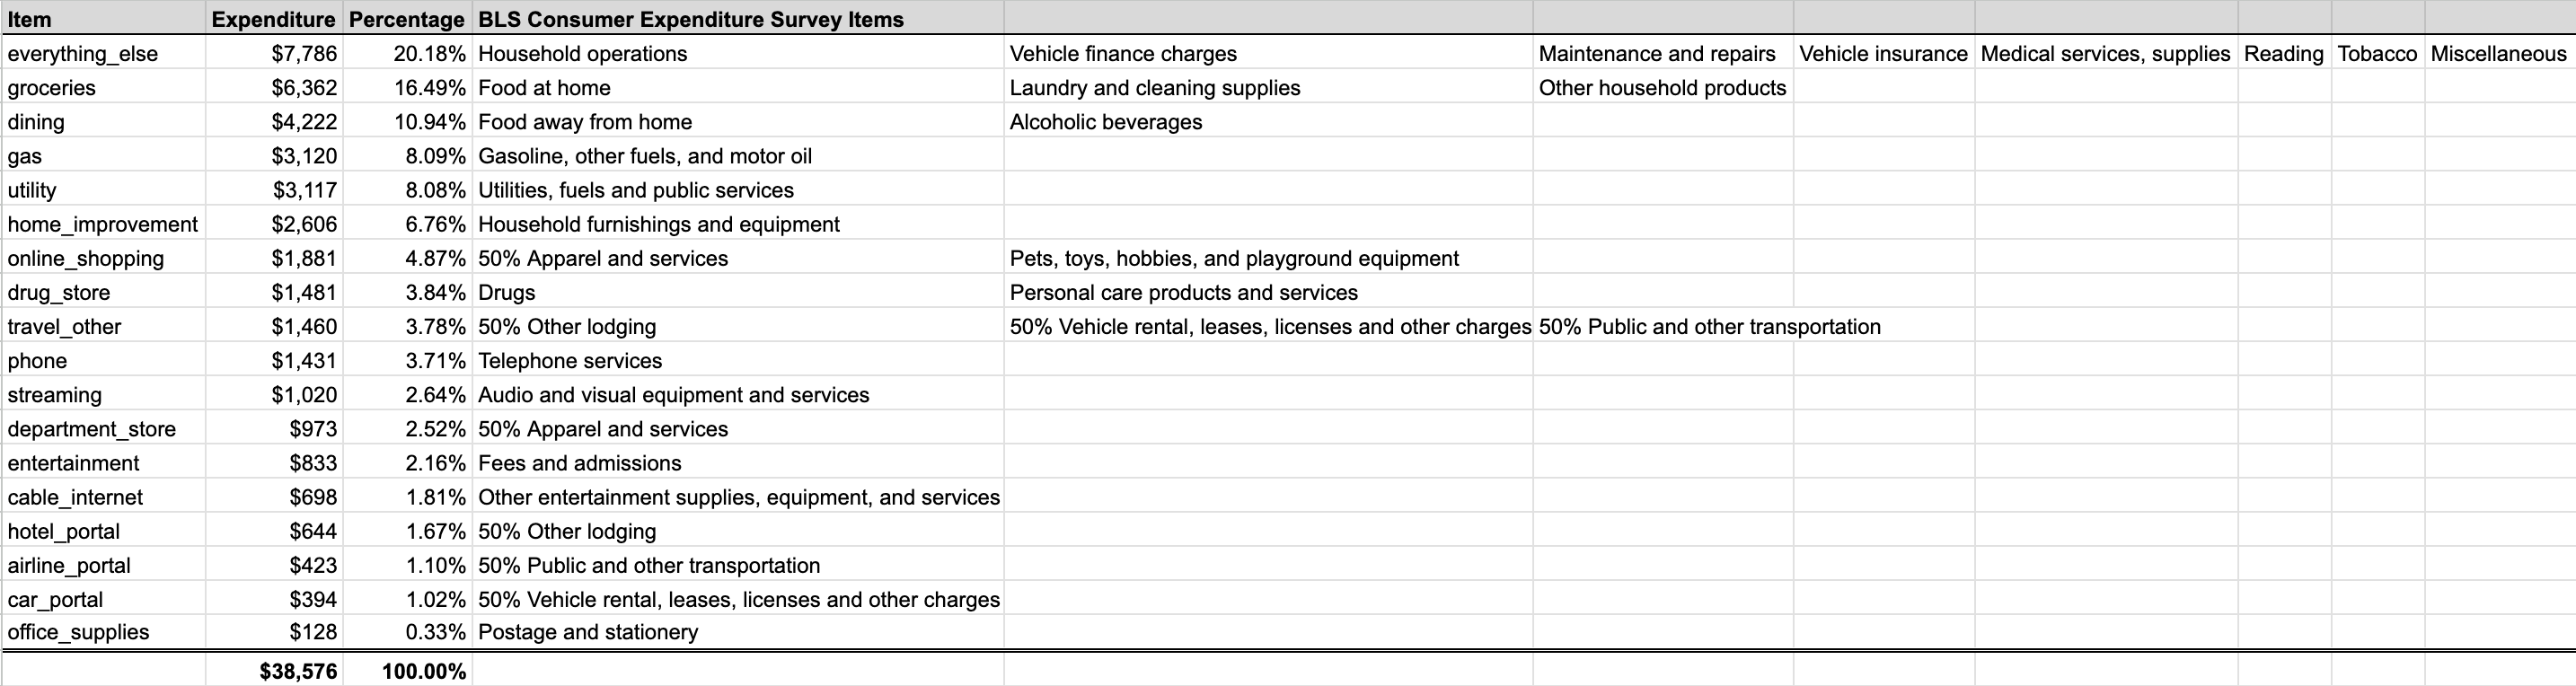 Item Expenditure Percentage BLS Consumer Expenditure Survey Items
everything_else $7,786 20.18% Household operations Vehicle finance charges Maintenance and repairs Vehicle insurance Medical services, supplies Reading Tobacco Miscellaneous
groceries $6,362 16.49% Food at home Laundry and cleaning supplies Other household products
dining $4,222 10.94% Food away from home Alcoholic beverages
gas $3,120 8.09% Gasoline, other fuels, and motor oil
utility $3,117 8.08% Utilities, fuels and public services
home_improvement $2,606 6.76% Household furnishings and equipment
online_shopping $1,881 4.87% 50% Apparel and services Pets, toys, hobbies, and playground equipment
drug_store $1,481 3.84% Drugs Personal care products and services
travel_other $1,460 3.78% 50% Other lodging 50% Vehicle rental, leases, licenses and other charges 50% Public and other transportation
phone $1,431 3.71% Telephone services
streaming $1,020 2.64% Audio and visual equipment and services
department_store $973 2.52% 50% Apparel and services
entertainment $833 2.16% Fees and admissions
cable_internet $698 1.81% Other entertainment supplies, equipment, and services
hotel_portal $644 1.67% 50% Other lodging
airline_portal $423 1.10% 50% Public and other transportation
car_portal $394 1.02% 50% Vehicle rental, leases, licenses and other charges
office_supplies $128 0.33% Postage and stationery
$38,576 100.00%